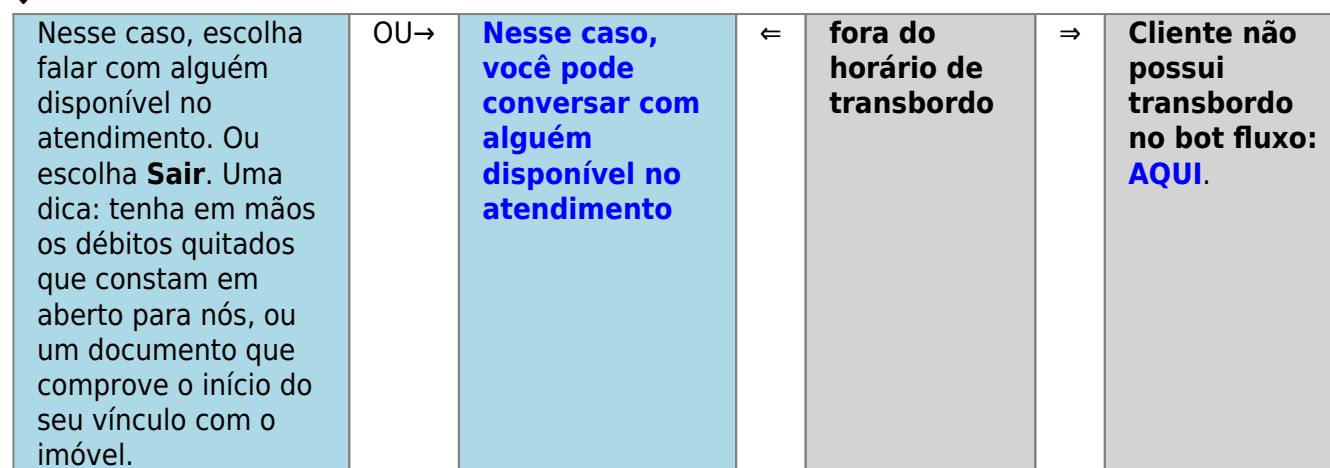 Nesse caso, escolha
falar com alguém
disponível no
atendimento. Ou
escolha Sair. Uma
dica: tenha em mãos
os débitos quitados
que constam em
aberto para nós, ou
um documento que
comprove o início do
seu vínculo com o
imóvel.
OU→
Nesse caso,
você pode
conversar com
alguém
disponível no
atendimento
⇐
fora do
horário de
transbordo
⇒
Cliente não
possui
transbordo
no bot fluxo:
AQUI.